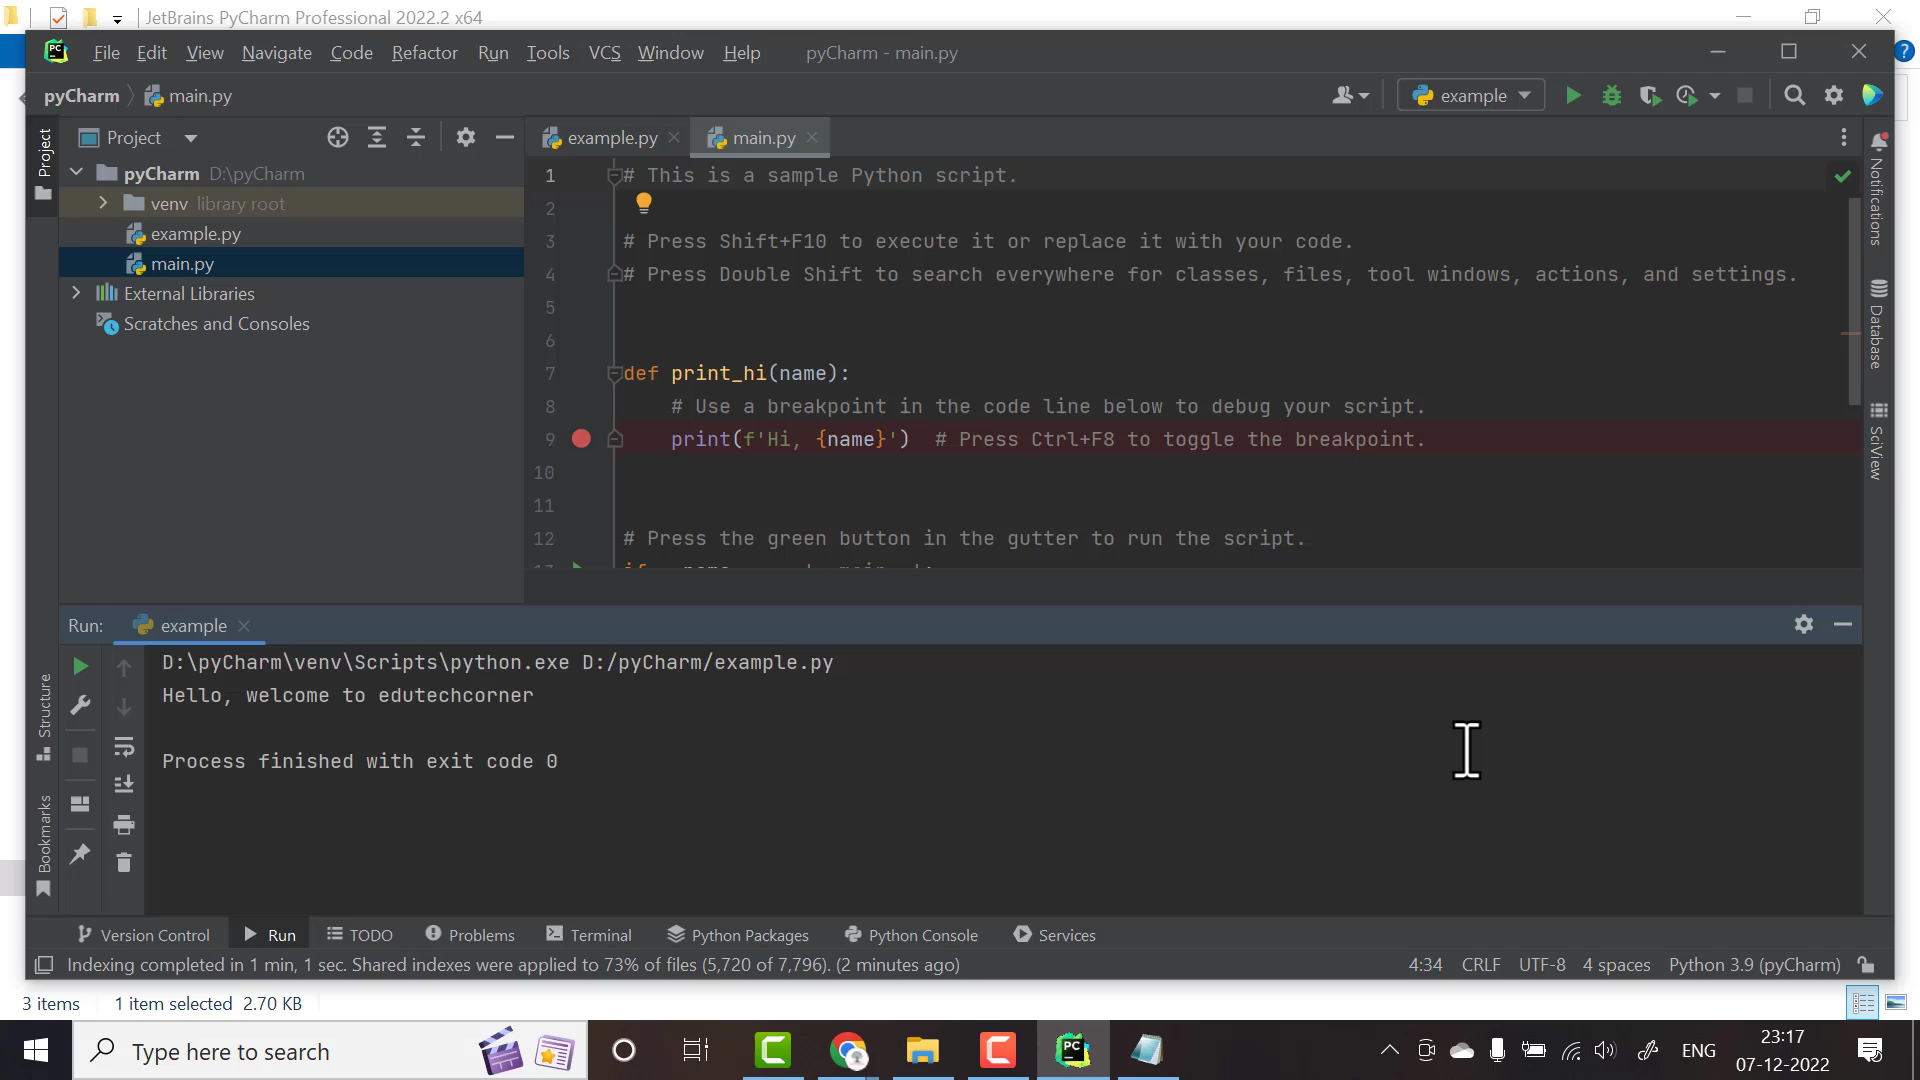 JetBrains PyCharm Professional 2022.2 x64
File Edit View Navigate Code Refactor Run Tools VCS Window Help pyCharm - main.py
pyCharm main.py example
Project example.py main.py
Project
pyCharm D:\pyCharm
venv library root
example.py
main.py
External Libraries
Scratches and Consoles
1 # This is a sample Python script.
2
3 # Press Shift+F10 to execute it or replace it with your code.
4 # Press Double Shift to search everywhere for classes, files, tool windows, actions, and settings.
5
6
7 def print_hi(name):
8 # Use a breakpoint in the code line below to debug your script.
9 print(f'Hi, {name}') # Press Ctrl+F8 to toggle the breakpoint.
10
11
12 # Press the green button in the gutter to run the script.
Notifications
Database
SciView
Run: example
D:\pyCharm\venv\Scripts\python.exe D:/pyCharm/example.py
Hello, welcome to edutechcorner
Process finished with exit code 0
Structure
Bookmarks
Version Control Run TODO Problems Terminal Python Packages Python Console Services
Indexing completed in 1 min, 1 sec. Shared indexes were applied to 73% of files (5,720 of 7,796). (2 minutes ago) 4:34 CRLF UTF-8 4 spaces Python 3.9 (pyCharm)
3 items 1 item selected 2.70 KB
Type here to search ENG 23:17
07-12-2022